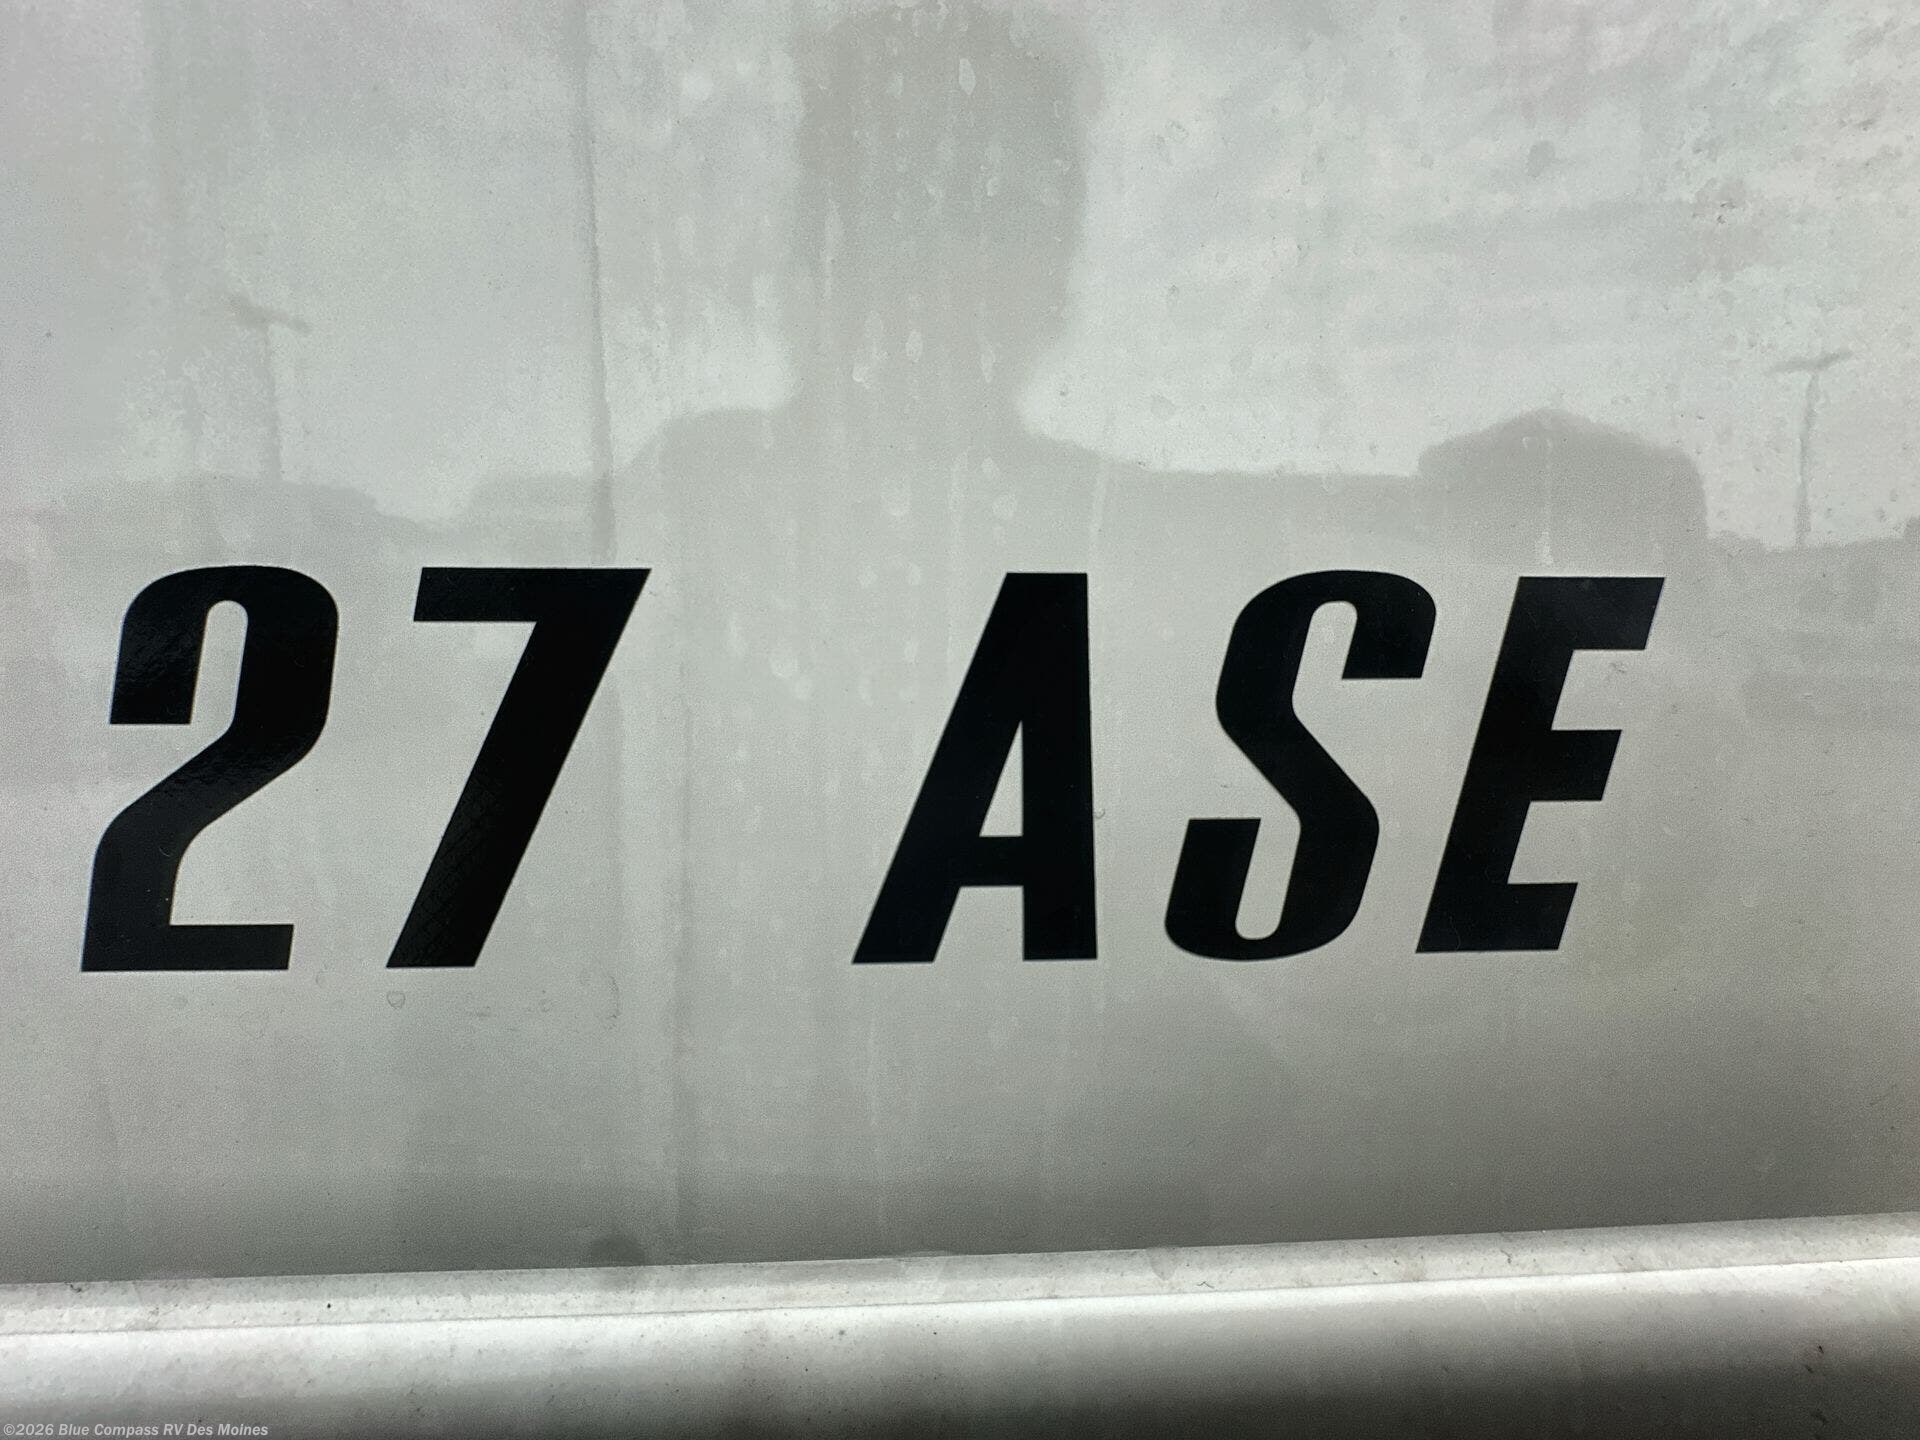 27 ASE
©2026 Blue Compass RV Des Moines